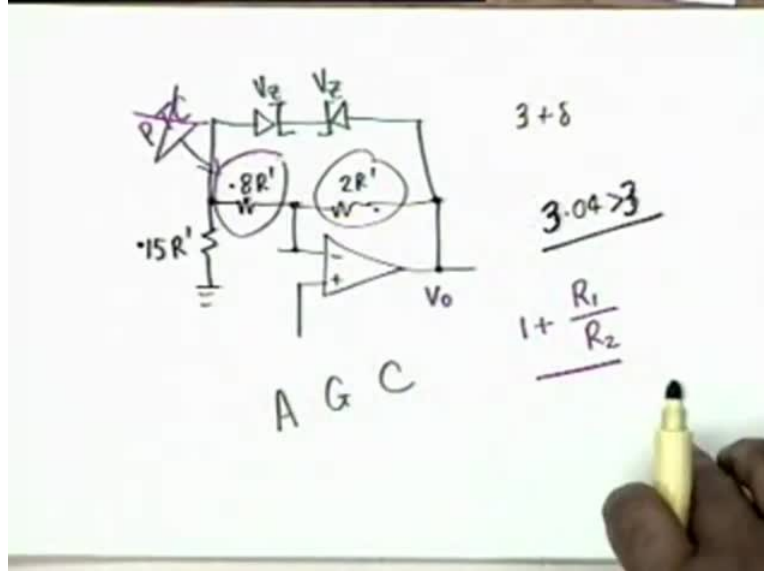 Vz Vz
3 + δ
.8R' 2R'
3.04>3
.15R'
-
+
Vo
1 + R1/R2
A G C